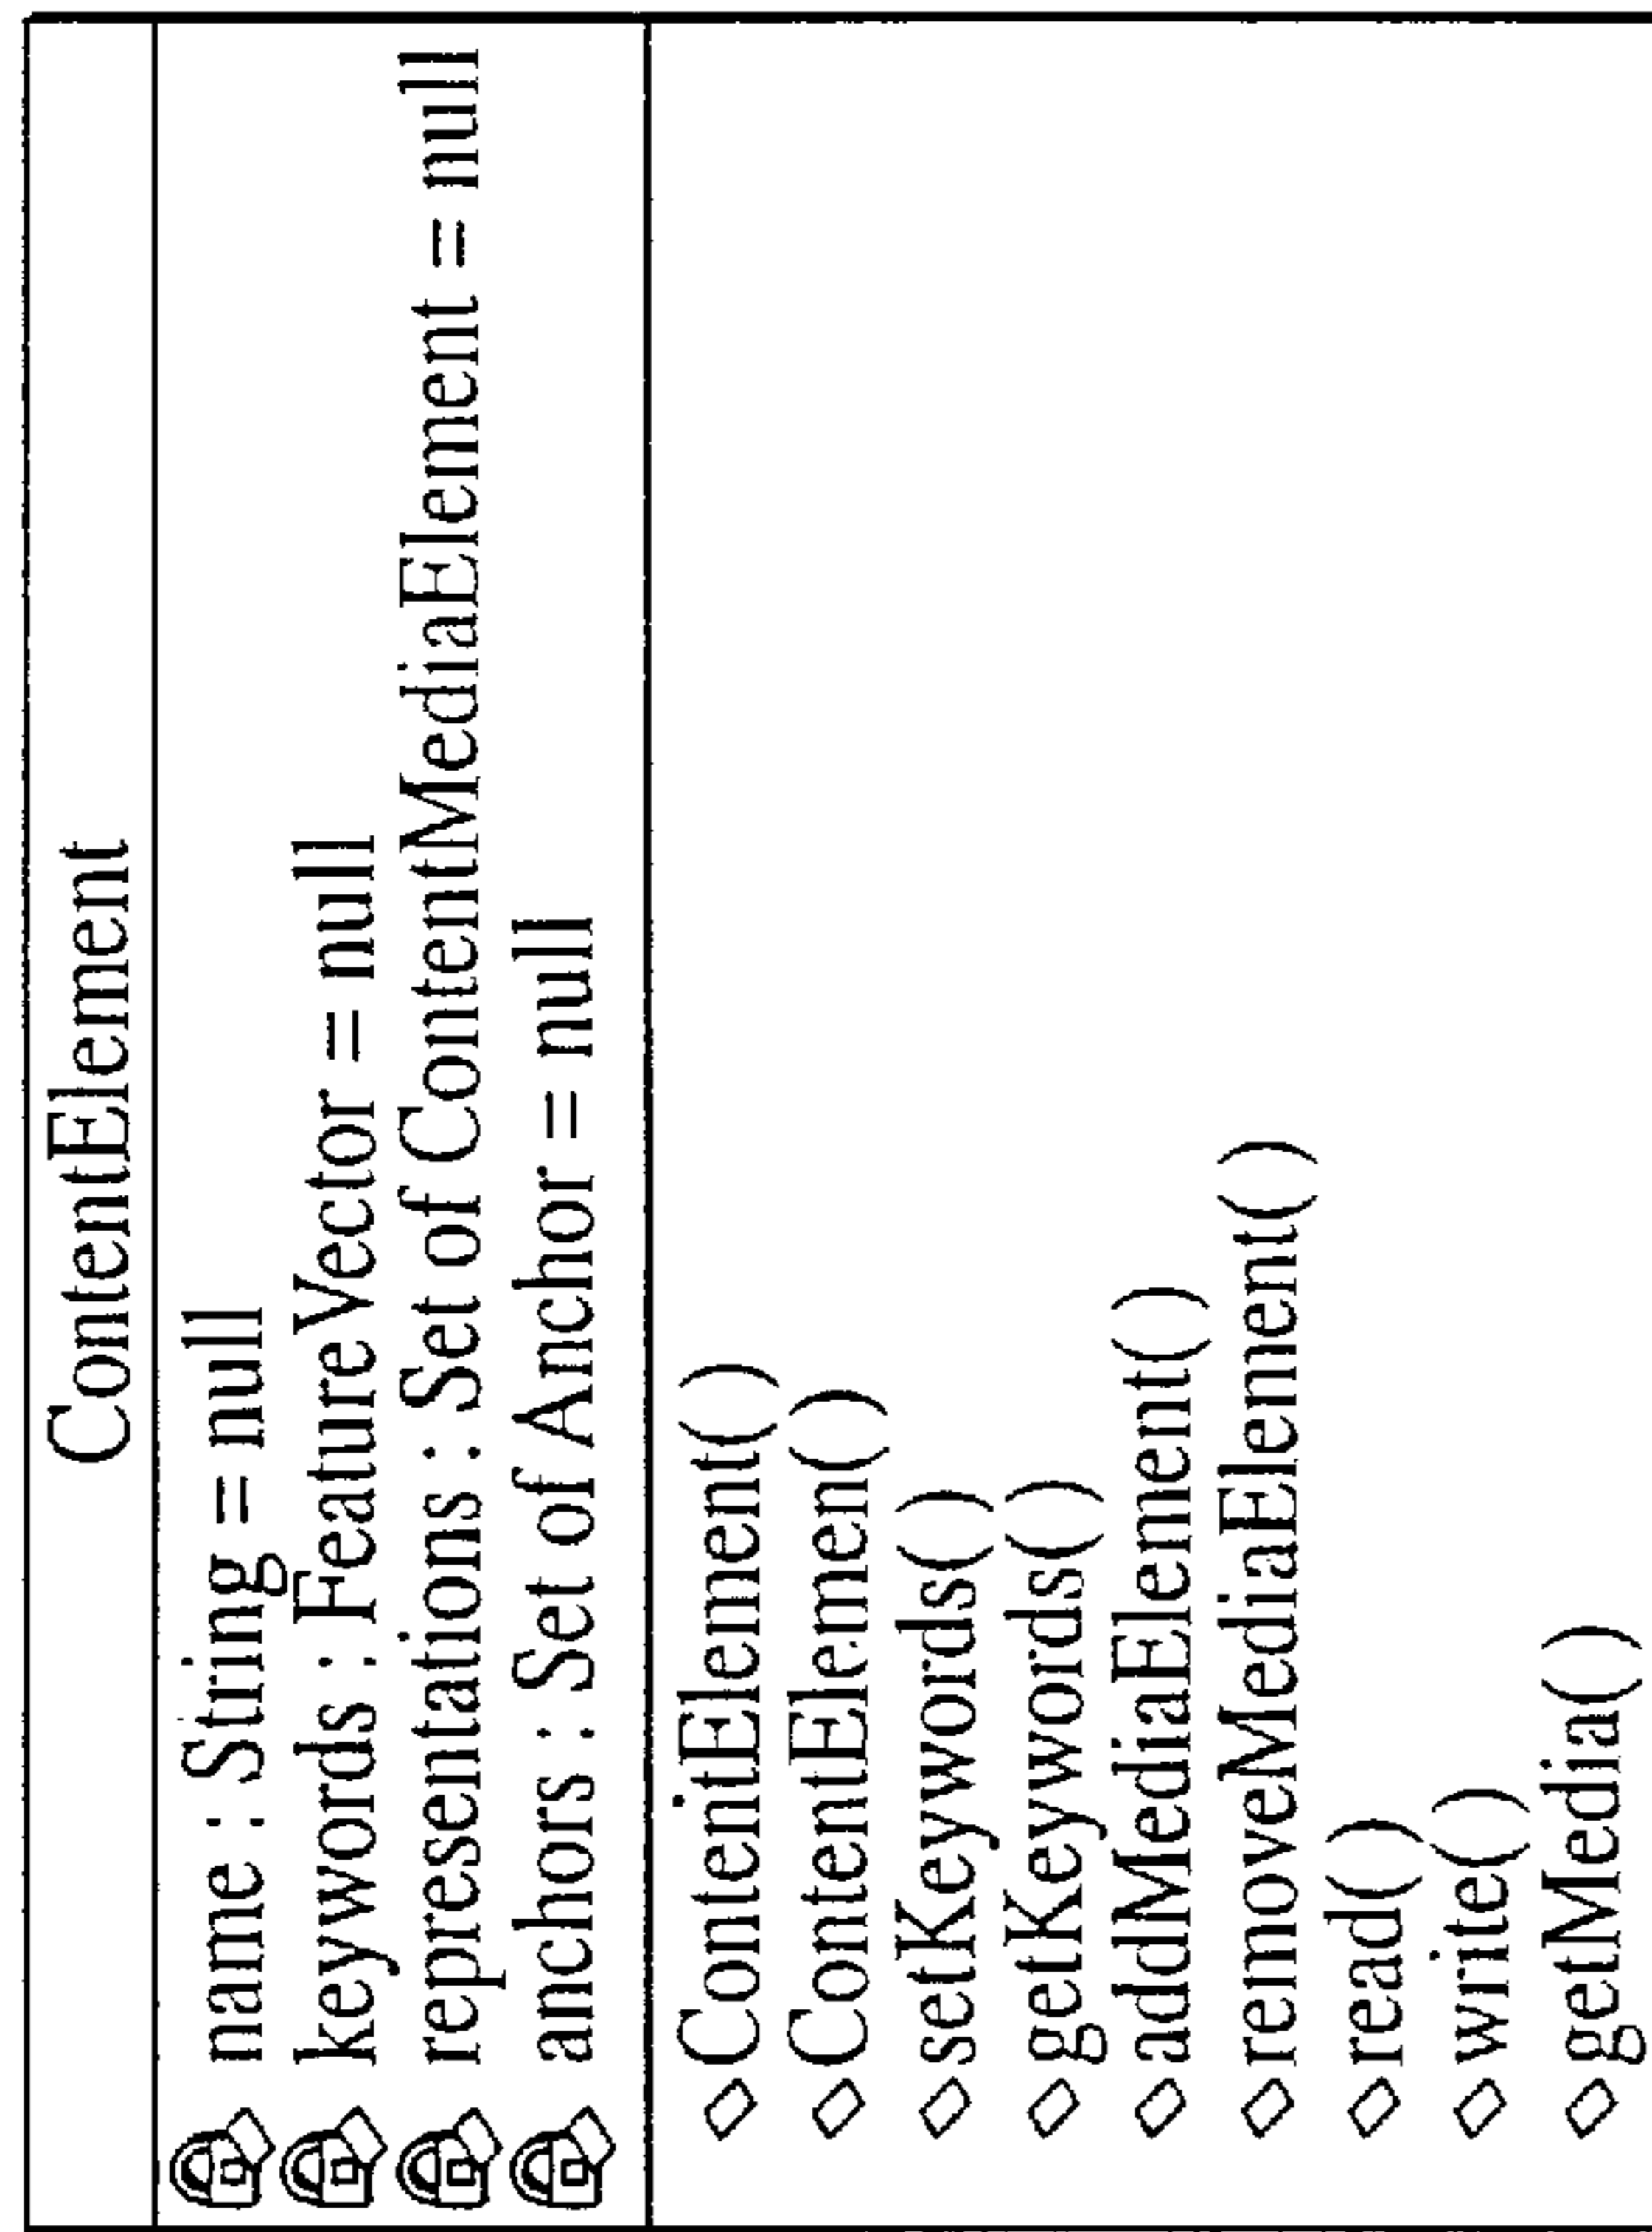 ContentElement
name : String = null
keywords : FeatureVector = null
representations : Set of ContentMediaElement = null
anchors : Set of Anchor = null
ContenitElement( )
ContentElemen( )
setKeywords( )
getKeywords( )
addMediaElement( )
removeMediaElement( )
read( )
write( )
getMedia( )